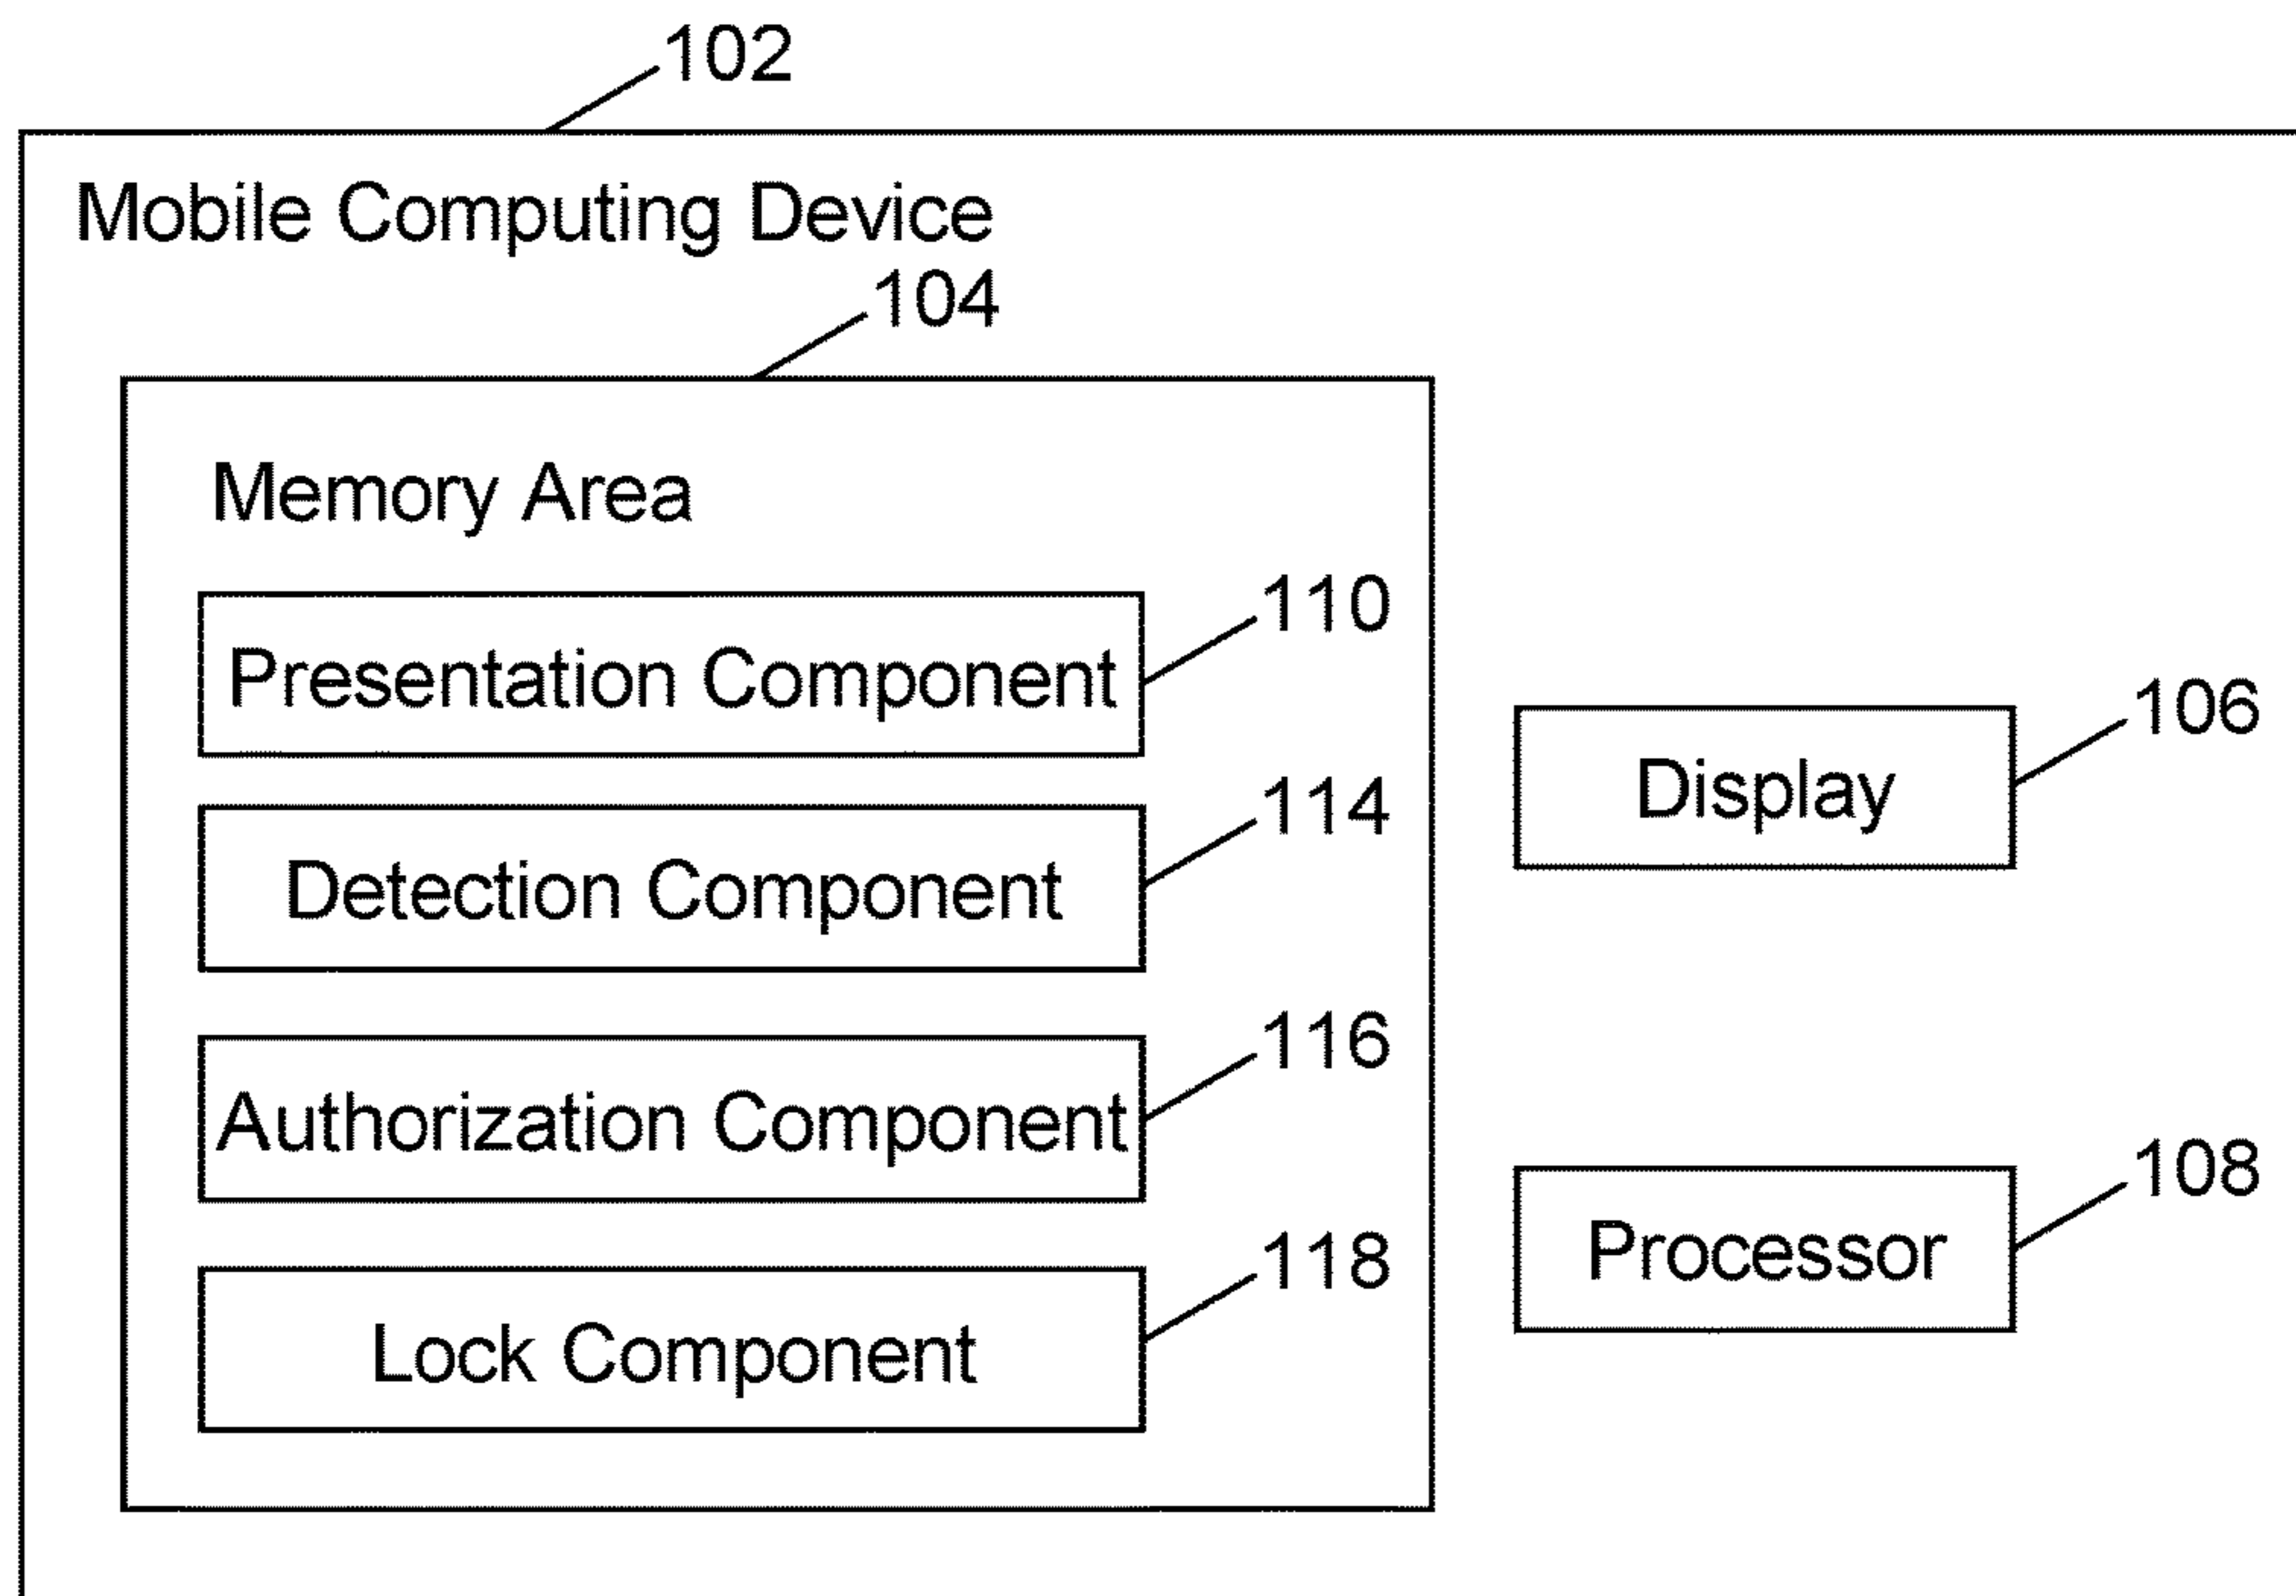 102
Mobile Computing Device
104
Memory Area
Presentation Component
110
Detection Component
114
Authorization Component
116
Lock Component
118
Display
106
Processor
108